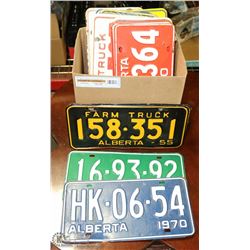 TRUCK
364
FARM TRUCK
158·351
ALBERTA - 55
16-93-92
HK·06·54
ALBERTA 1970